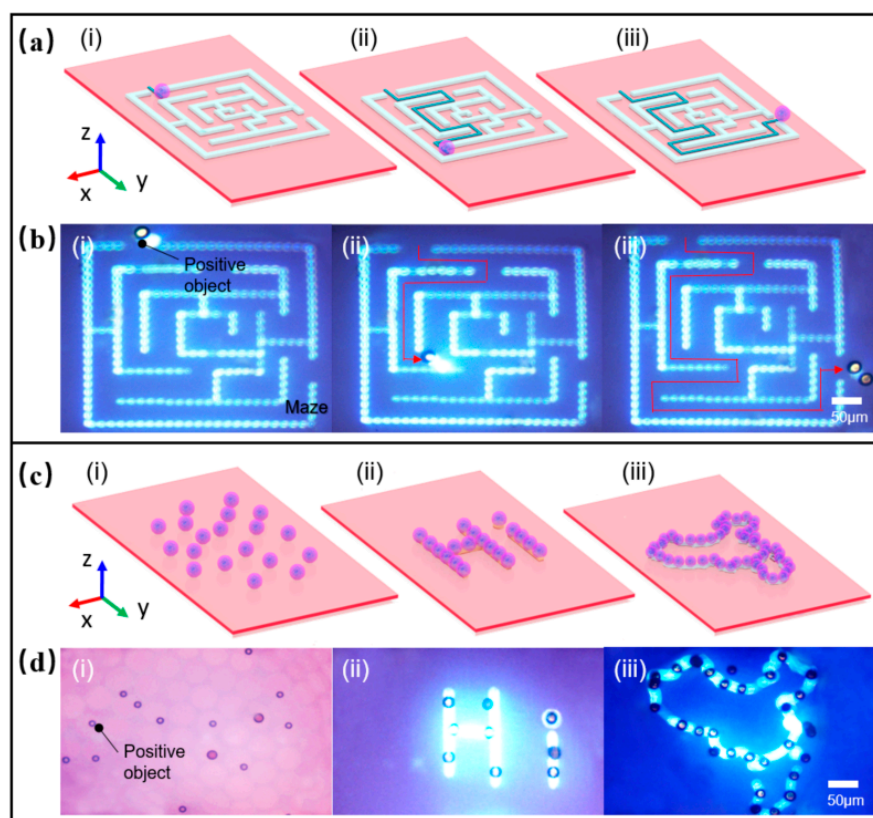 (a) (i) (ii) (iii)
z
x y
(b) (i) (ii) (iii)
Positive
object
Maze
50μm
(c) (i) (ii) (iii)
z
x y
(d) (i) (ii) (iii)
Positive
object
50μm